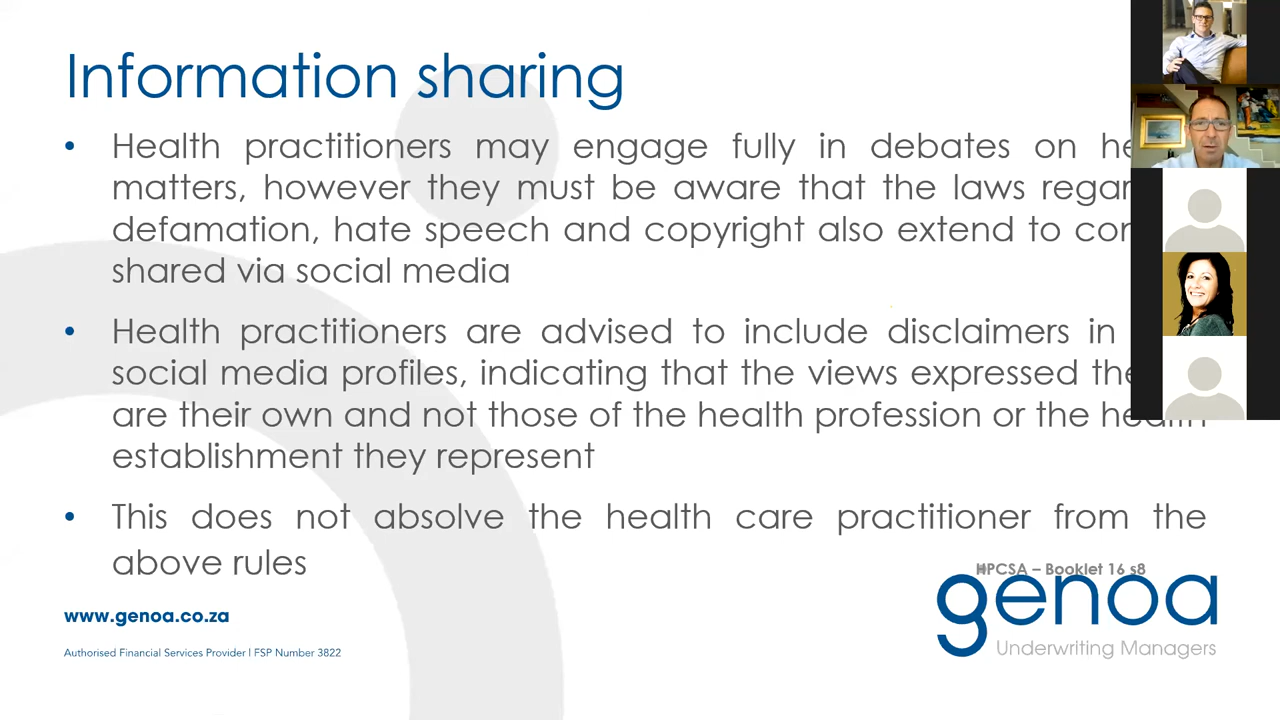 Information sharing
• Health practitioners may engage fully in debates on
matters, however they must be aware that the laws
defamation, hate speech and copyright also extend to
shared via social media
• Health practitioners are advised to include disclaimers in
social media profiles, indicating that the views expressed
are their own and not those of the health profession or the health
establishment they represent
• This does not absolve the health care practitioner from the
above rules
HPCSA – Booklet 16 s8
www.genoa.co.za
genoa
Authorised Financial Services Provider | FSP Number 3822
Underwriting Managers